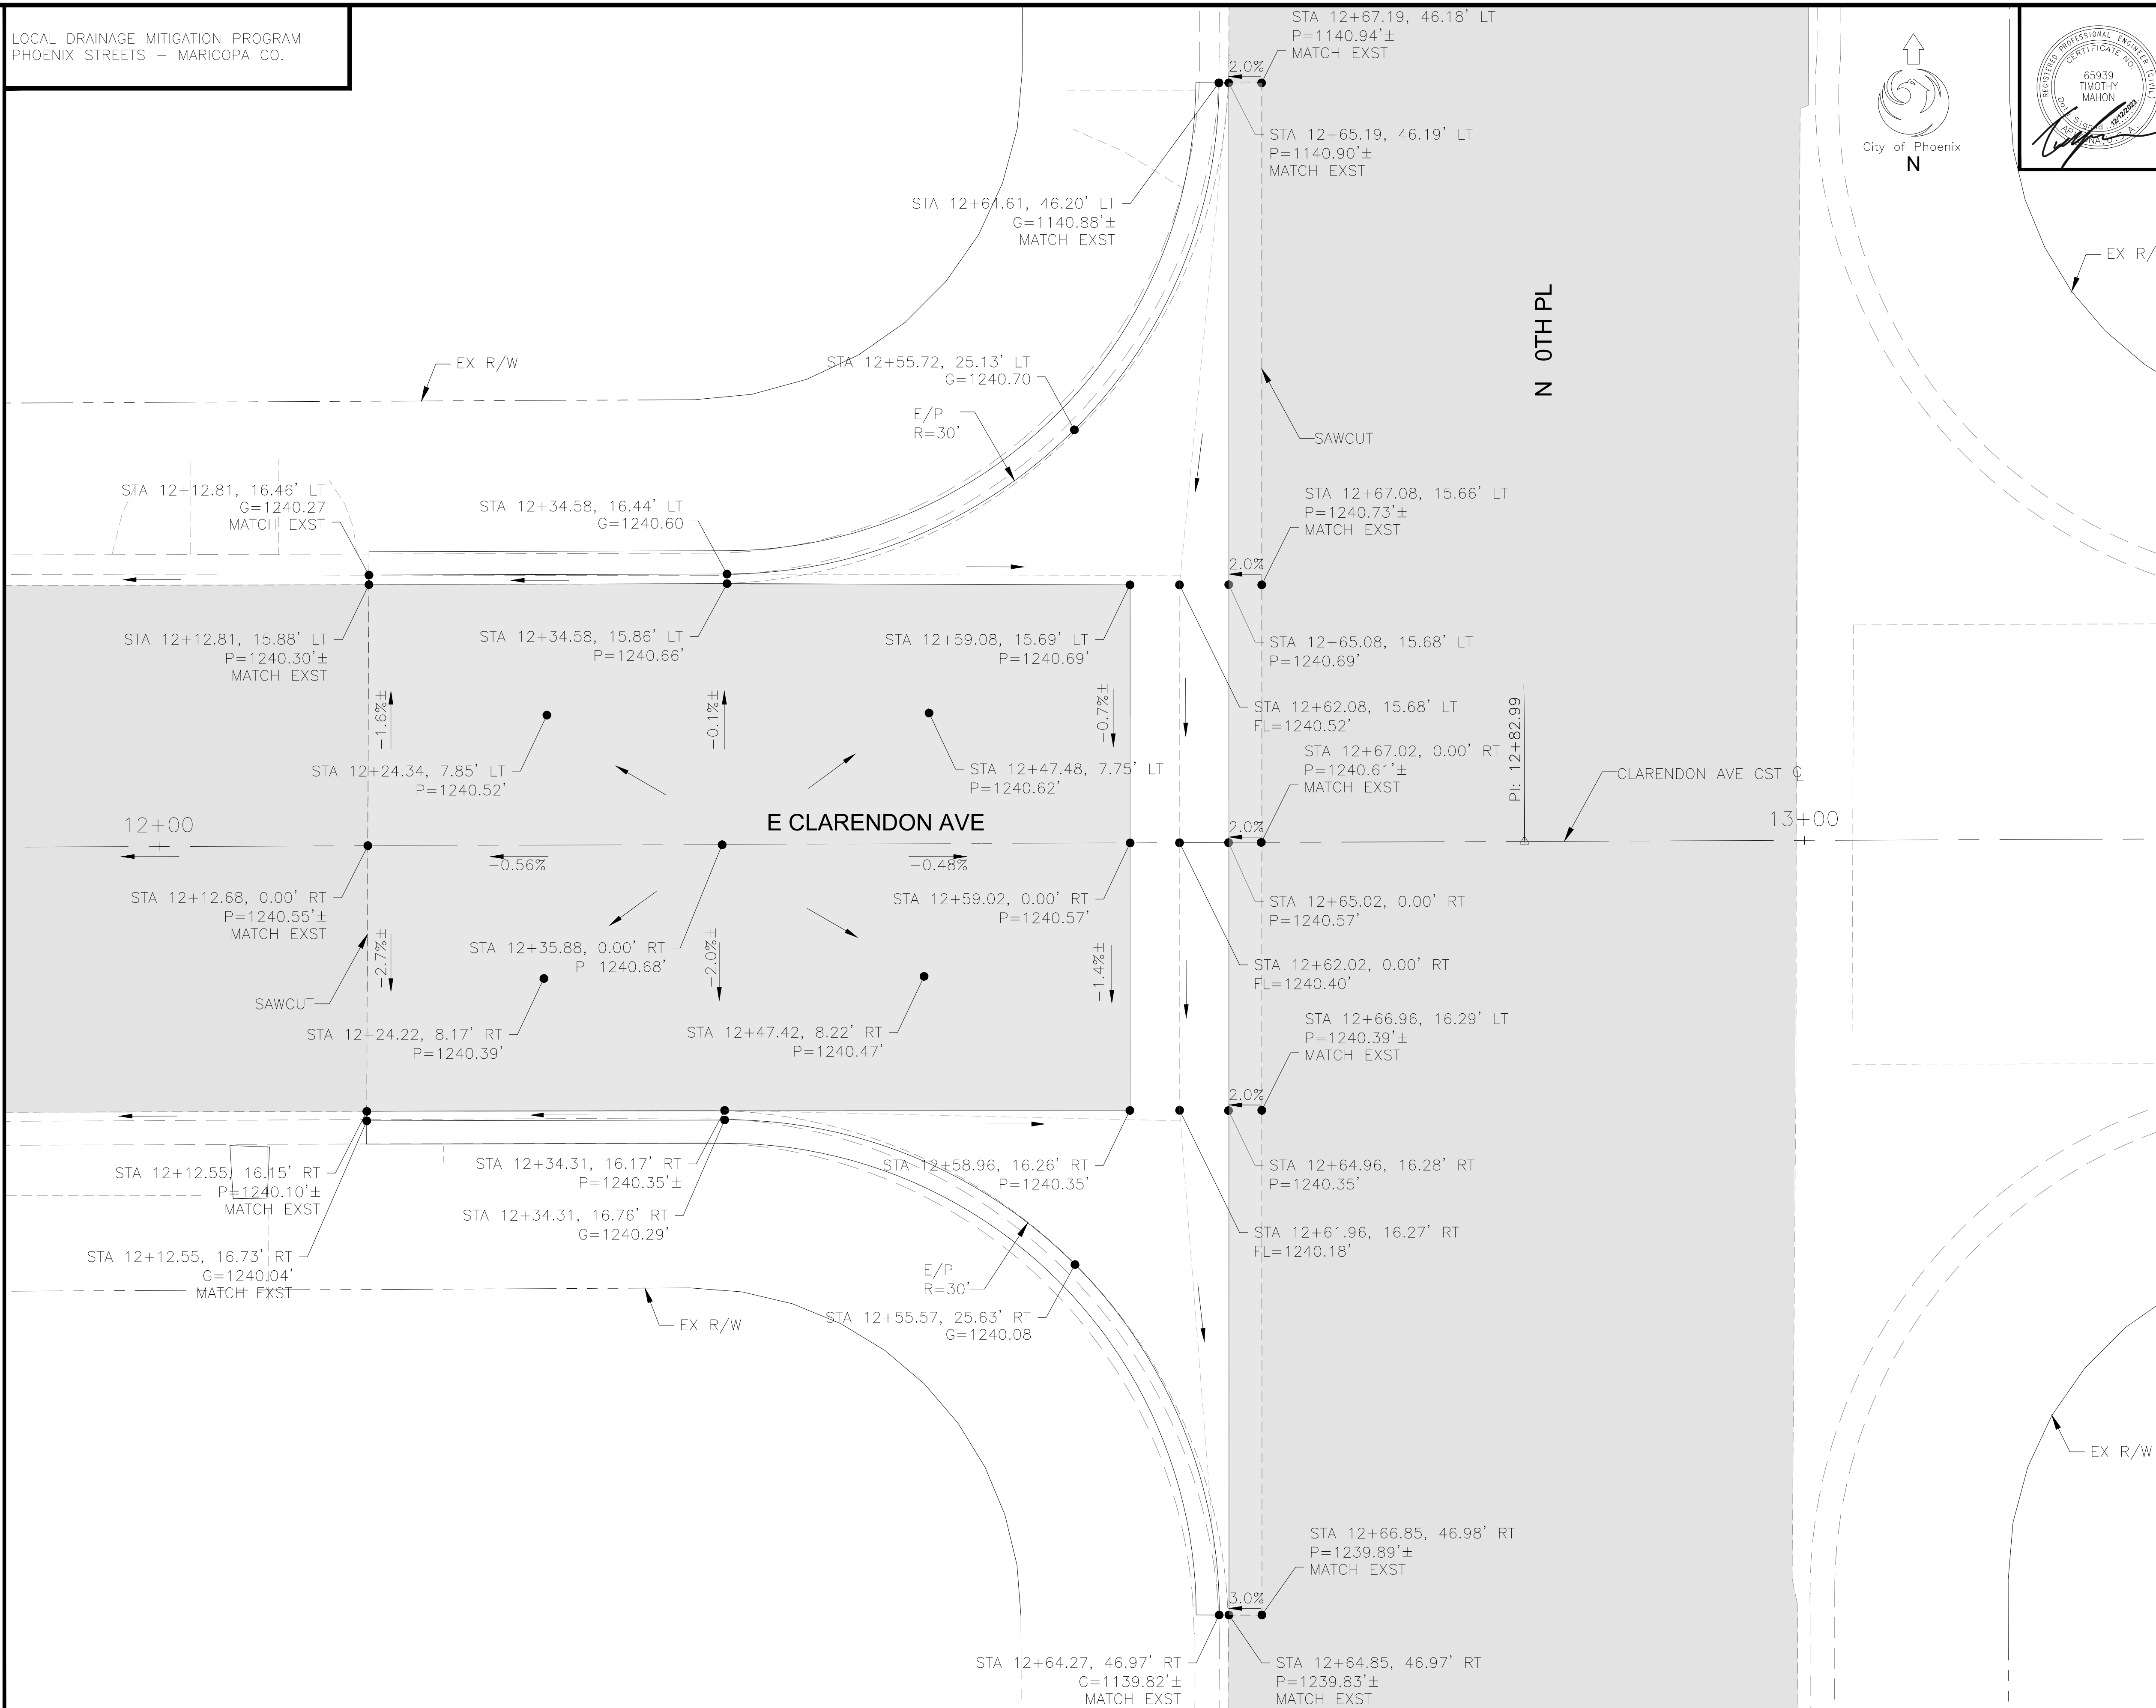 LOCAL DRAINAGE MITIGATION PROGRAM
PHOENIX STREETS – MARICOPA CO.
STA 12+67.19, 46.18' LT
P=1140.94'±
MATCH EXST
2.0%
STA 12+65.19, 46.19' LT
P=1140.90'±
MATCH EXST
STA 12+64.61, 46.20' LT
G=1140.88'±
MATCH EXST
City of Phoenix
N
REGISTERED PROFESSIONAL ENGINEER (CIVIL)
CERTIFICATE NO.
65939
TIMOTHY
MAHON
Signed
12/12/2023
EX R/
EX R/W
STA 12+55.72, 25.13' LT
G=1240.70
E/P
R=30'
N 0TH PL
SAWCUT
STA 12+12.81, 16.46' LT
G=1240.27
MATCH EXST
STA 12+34.58, 16.44' LT
G=1240.60
STA 12+67.08, 15.66' LT
P=1240.73'±
MATCH EXST
2.0%
STA 12+12.81, 15.88' LT
P=1240.30'±
MATCH EXST
STA 12+34.58, 15.86' LT
P=1240.66'
STA 12+59.08, 15.69' LT
P=1240.69'
STA 12+65.08, 15.68' LT
P=1240.69'
-1.6%±
-0.1%±
-0.7%±
STA 12+62.08, 15.68' LT
FL=1240.52'
STA 12+24.34, 7.85' LT
P=1240.52'
STA 12+47.48, 7.75' LT
P=1240.62'
STA 12+67.02, 0.00' RT
P=1240.61'±
MATCH EXST
PI: 12+82.99
CLARENDON AVE CST ℄
12+00
E CLARENDON AVE
2.0%
13+00
-0.56%
-0.48%
STA 12+12.68, 0.00' RT
P=1240.55'±
MATCH EXST
STA 12+59.02, 0.00' RT
P=1240.57'
STA 12+65.02, 0.00' RT
P=1240.57'
STA 12+35.88, 0.00' RT
P=1240.68'
-2.7%±
-2.0%±
-1.4%±
STA 12+62.02, 0.00' RT
FL=1240.40'
SAWCUT
STA 12+24.22, 8.17' RT
P=1240.39'
STA 12+47.42, 8.22' RT
P=1240.47'
STA 12+66.96, 16.29' LT
P=1240.39'±
MATCH EXST
2.0%
STA 12+12.55, 16.15' RT
P=1240.10'±
MATCH EXST
STA 12+34.31, 16.17' RT
P=1240.35'±
STA 12+58.96, 16.26' RT
P=1240.35'
STA 12+64.96, 16.28' RT
P=1240.35'
STA 12+34.31, 16.76' RT
G=1240.29'
STA 12+61.96, 16.27' RT
FL=1240.18'
STA 12+12.55, 16.73' RT
G=1240.04'
MATCH EXST
E/P
R=30'
EX R/W
STA 12+55.57, 25.63' RT
G=1240.08
EX R/W
STA 12+66.85, 46.98' RT
P=1239.89'±
MATCH EXST
3.0%
STA 12+64.27, 46.97' RT
G=1139.82'±
MATCH EXST
STA 12+64.85, 46.97' RT
P=1239.83'±
MATCH EXST